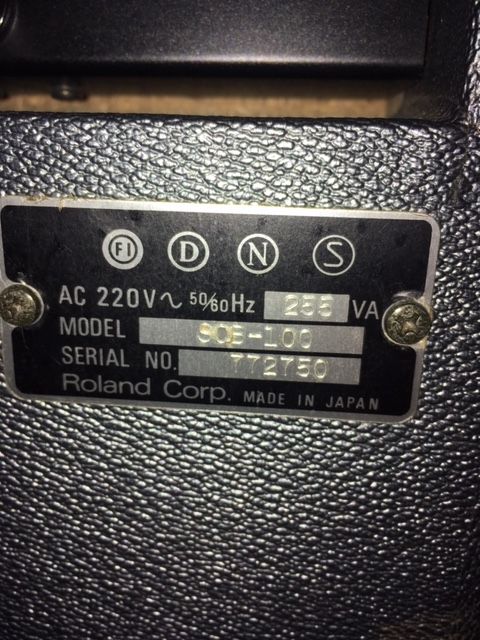 FI D N S
AC 220V~ 50/60Hz 255 VA
MODEL SCB-100
SERIAL NO. 772750
Roland Corp. MADE IN JAPAN